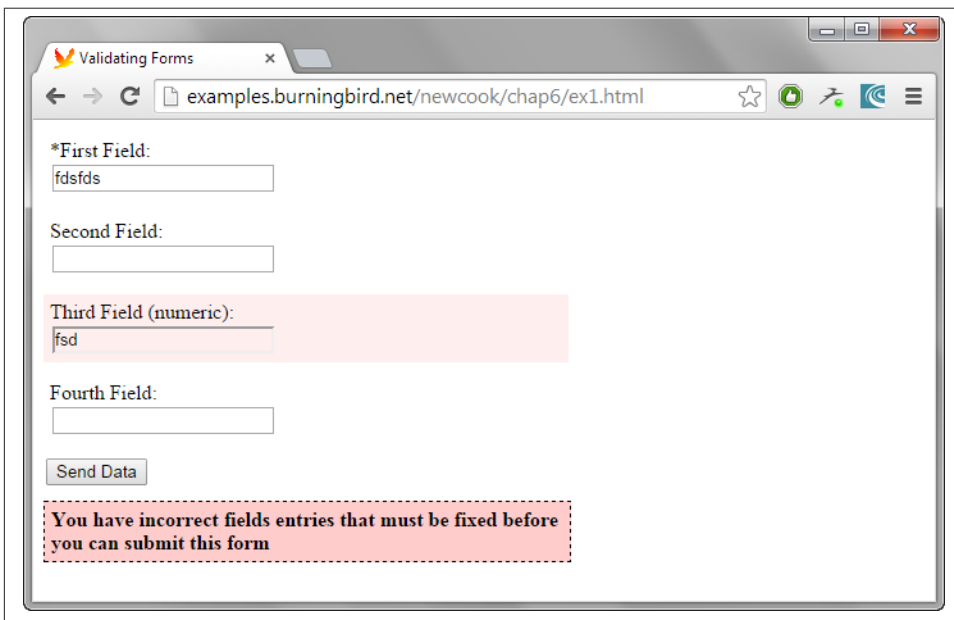 Validating Forms
examples.burningbird.net/newcook/chap6/ex1.html
*First Field:
fdsfds
Second Field:
Third Field (numeric):
fsd
Fourth Field:
Send Data
You have incorrect fields entries that must be fixed before
you can submit this form